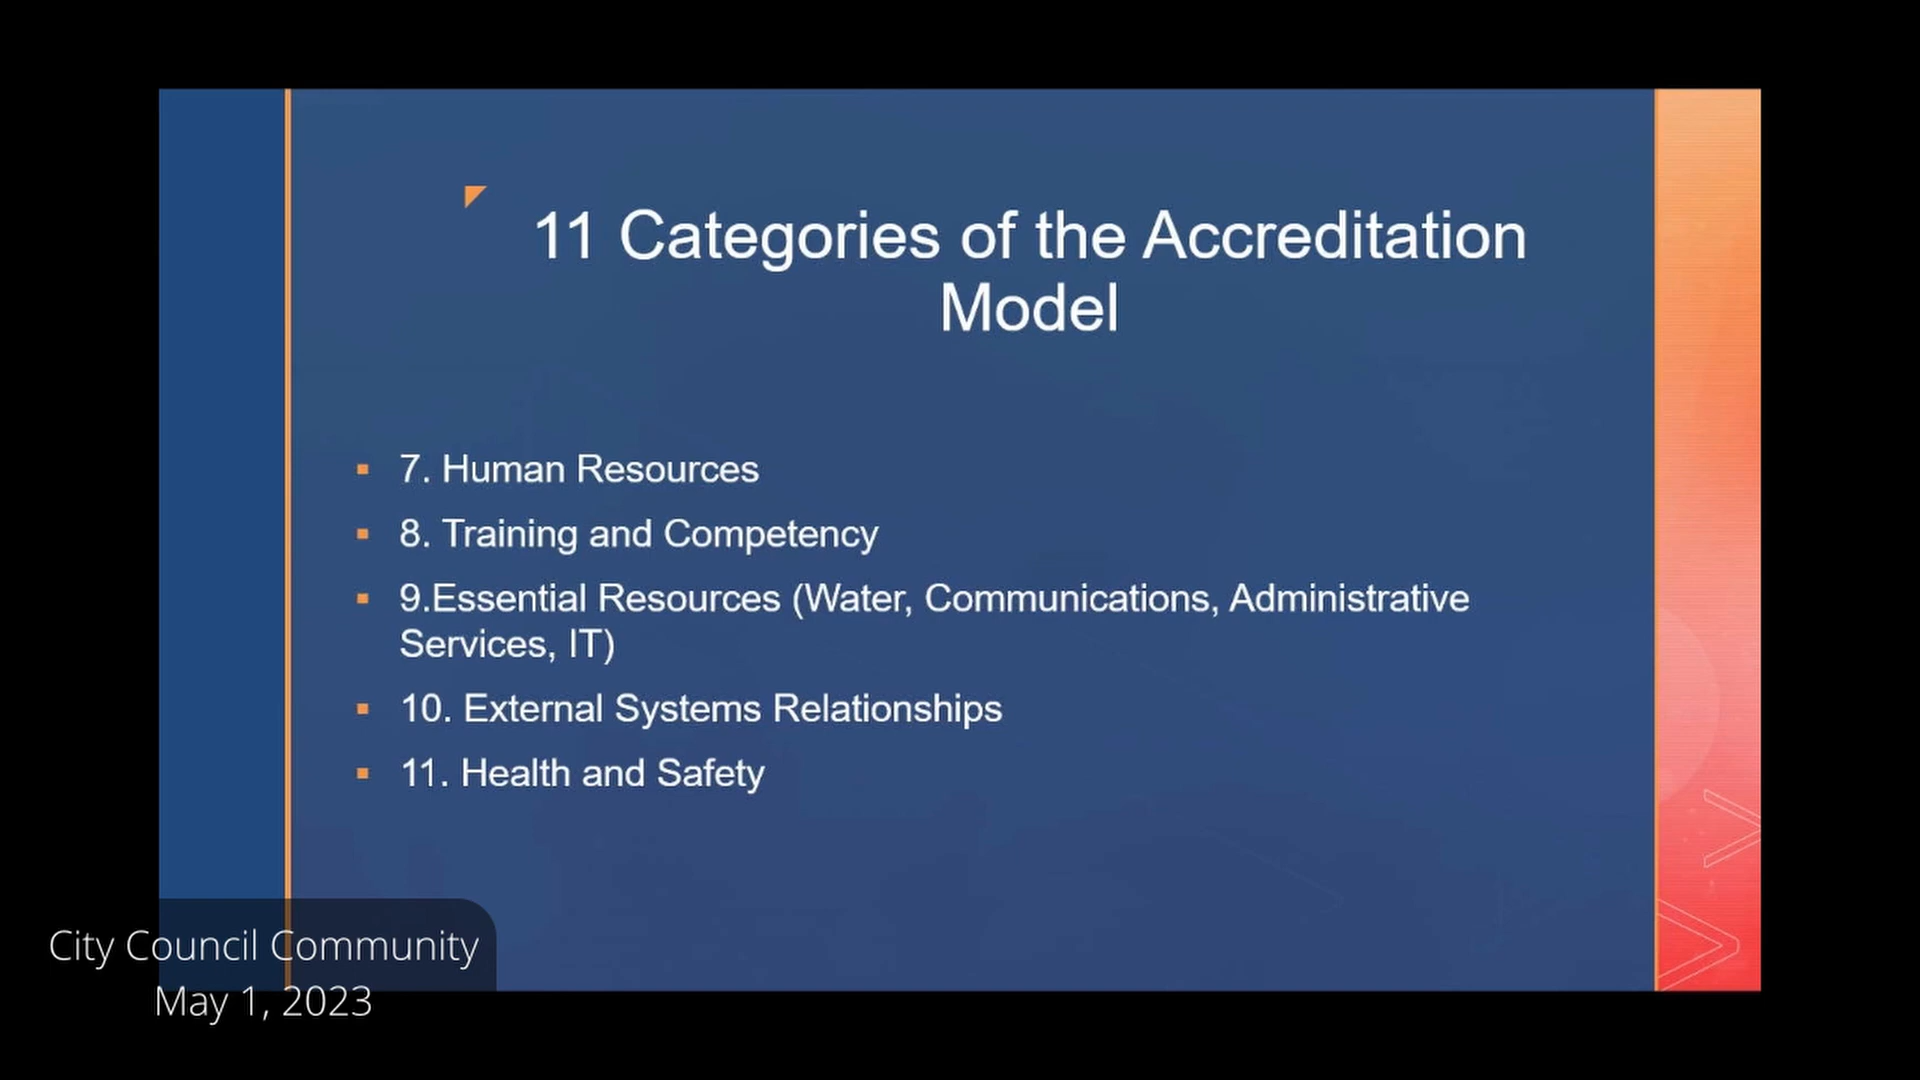 11 Categories of the Accreditation
Model
7. Human Resources
8. Training and Competency
9.Essential Resources (Water, Communications, Administrative
Services, IT)
10. External Systems Relationships
11. Health and Safety
City Council Community
May 1, 2023